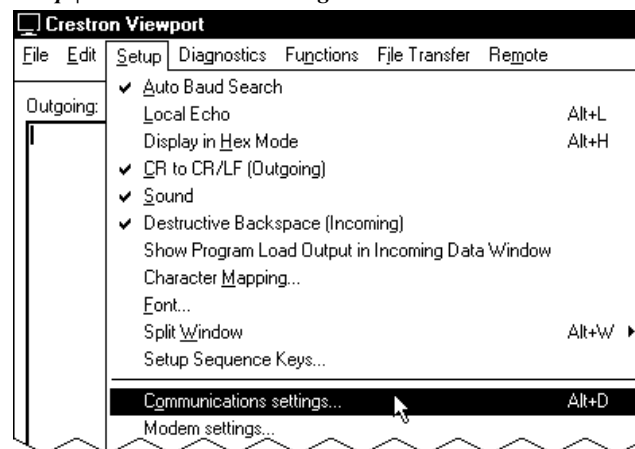 Crestron Viewport
File Edit Setup Diagnostics Functions File Transfer Remote
Auto Baud Search
Outgoing:
Local Echo Alt+L
Display in Hex Mode Alt+H
CR to CR/LF (Outgoing)
Sound
Destructive Backspace (Incoming)
Show Program Load Output in Incoming Data Window
Character Mapping...
Font...
Split Window Alt+W
Setup Sequence Keys...
Communications settings... Alt+D
Modem settings...